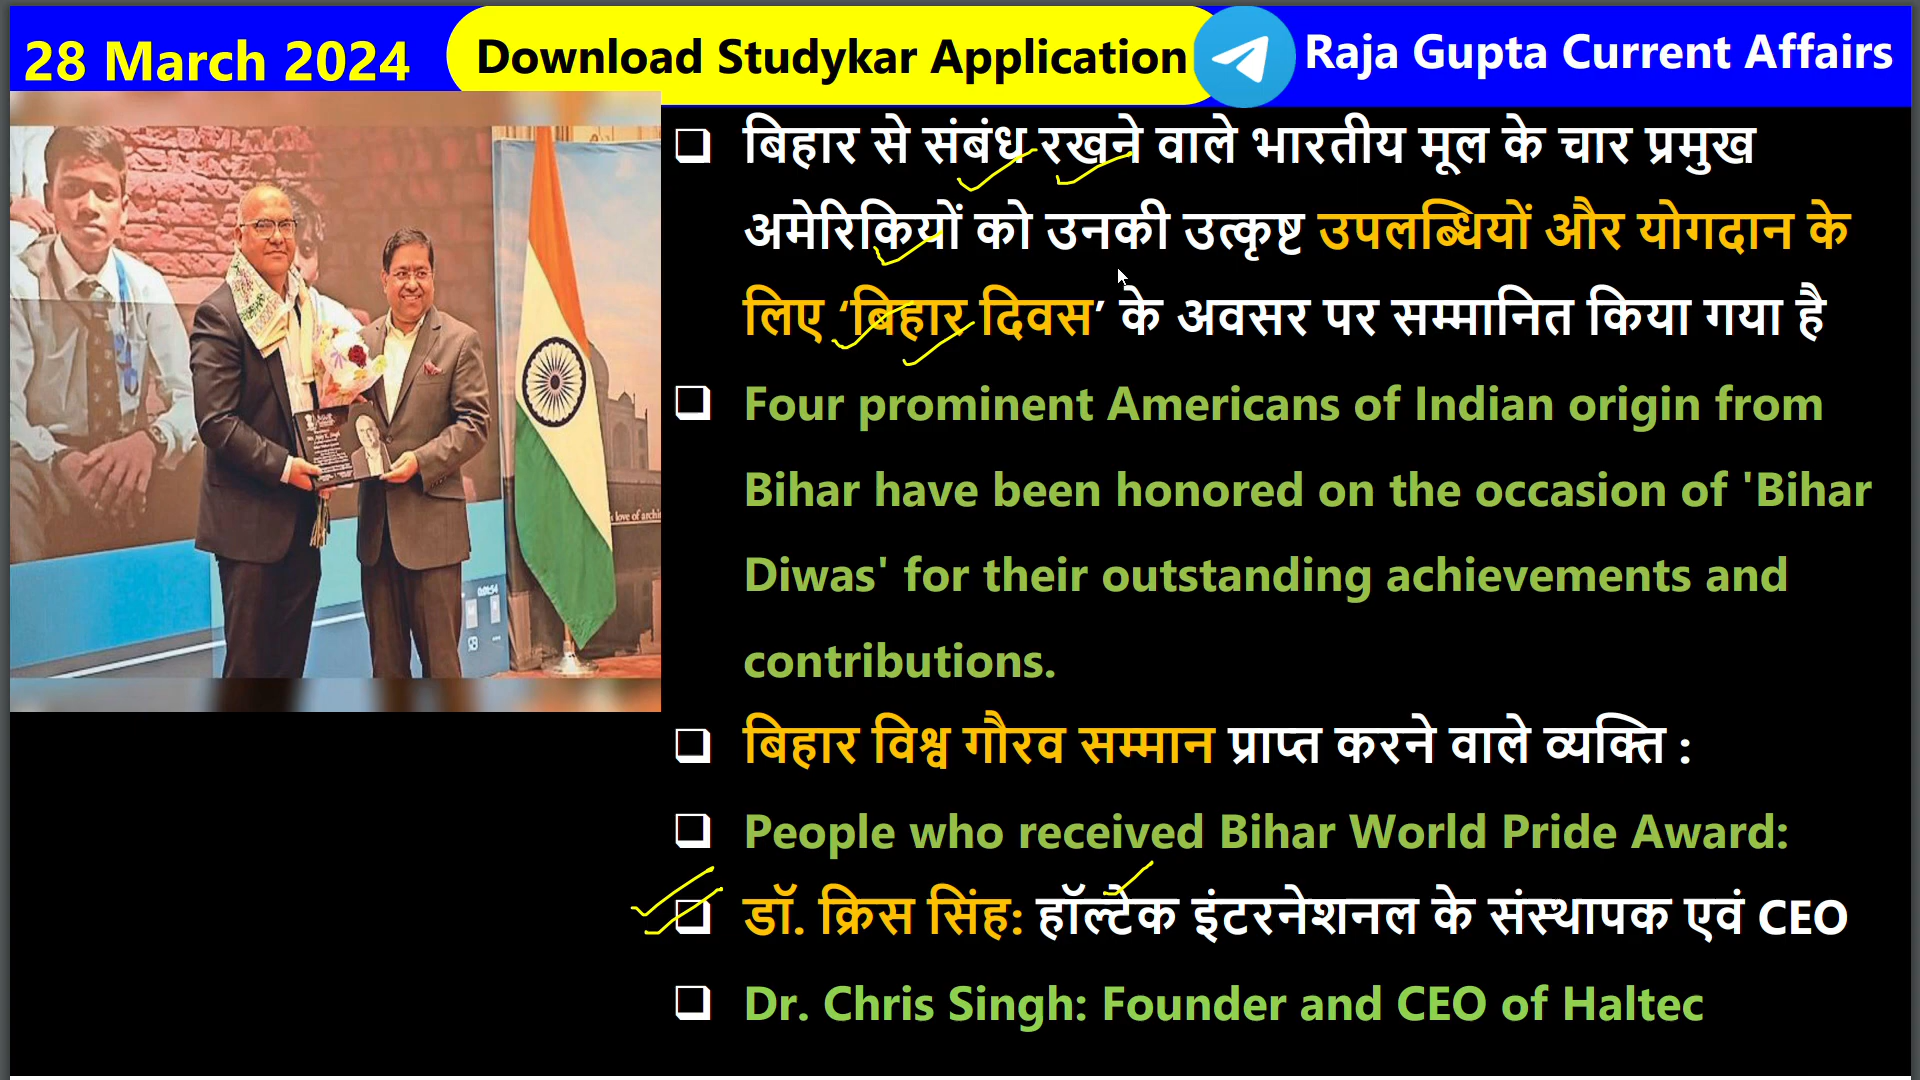 28 March 2024
Download Studykar Application
Raja Gupta Current Affairs
बिहार से संबंध रखने वाले भारतीय मूल के चार प्रमुख
अमेरिकियों को उनकी उत्कृष्ट उपलब्धियों और योगदान के
लिए ‘बिहार दिवस’ के अवसर पर सम्मानित किया गया है
Four prominent Americans of Indian origin from
Bihar have been honored on the occasion of 'Bihar
Diwas' for their outstanding achievements and
contributions.
बिहार विश्व गौरव सम्मान प्राप्त करने वाले व्यक्ति :
People who received Bihar World Pride Award:
डॉ. क्रिस सिंह: हॉल्टेक इंटरनेशनल के संस्थापक एवं CEO
Dr. Chris Singh: Founder and CEO of Haltec